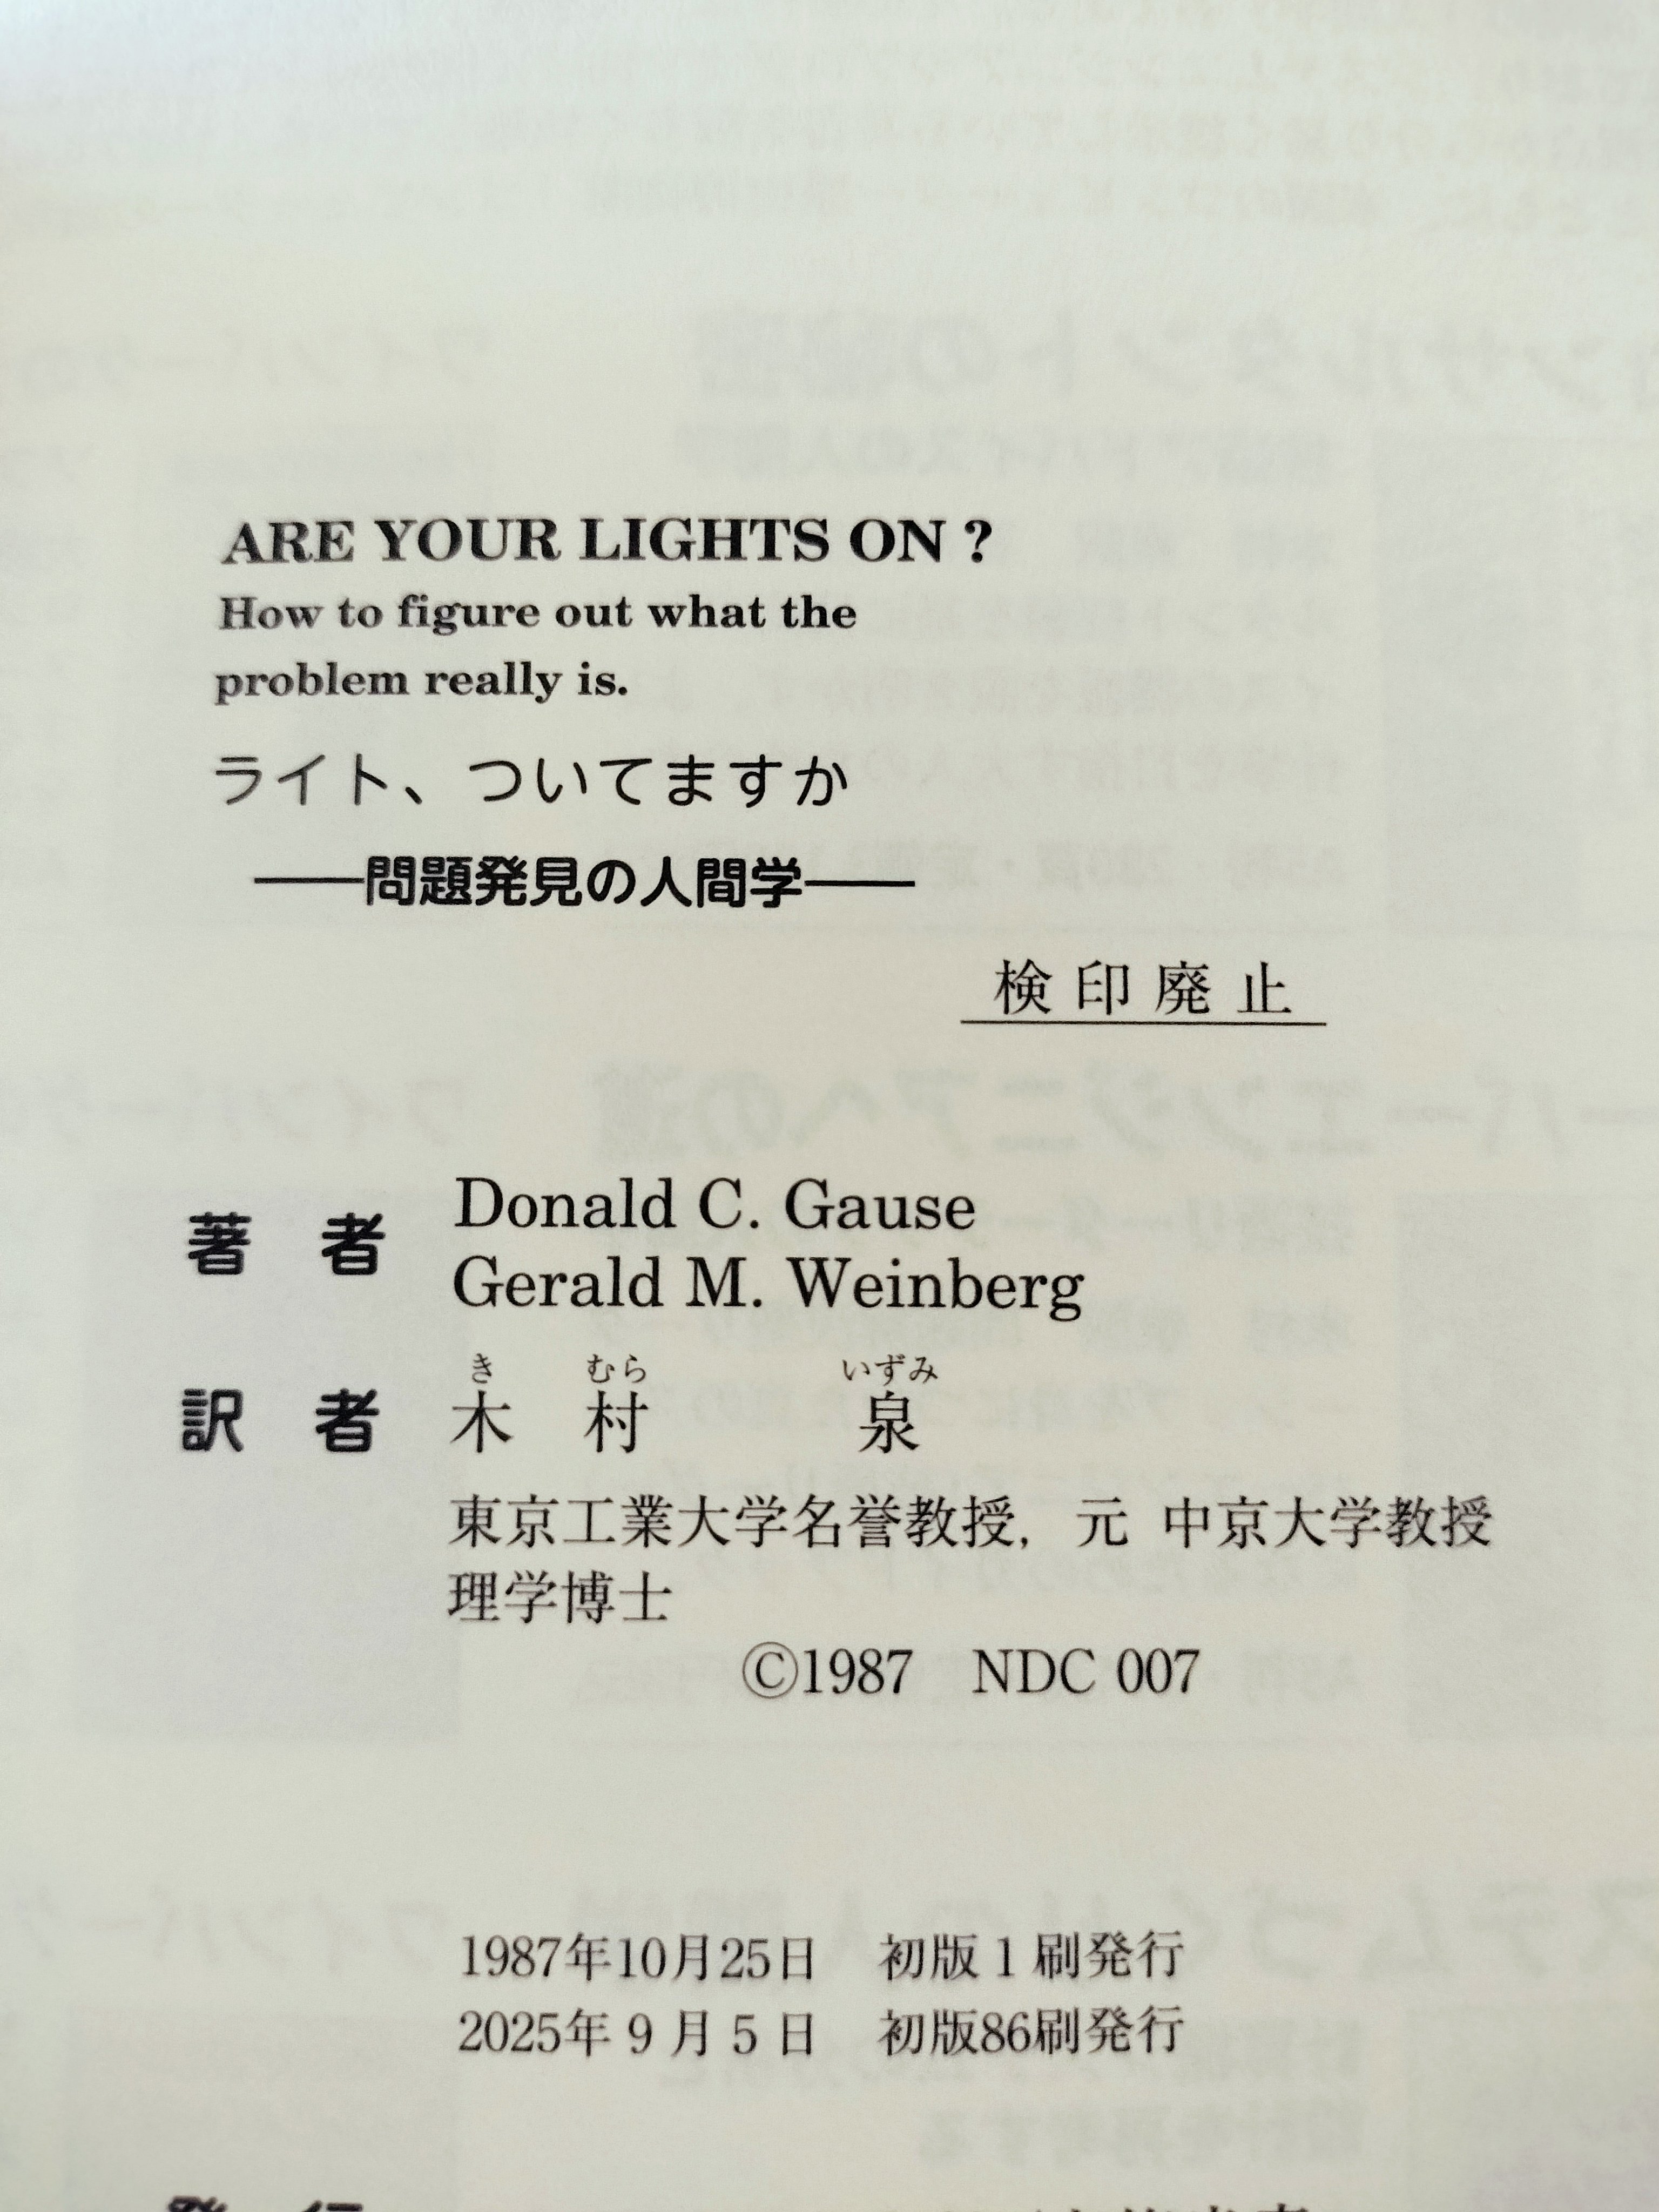 ARE YOUR LIGHTS ON ?
How to figure out what the
problem really is.
ライト、ついてますか
——問題発見の人間学——
検印廃止
著者
Donald C. Gause
Gerald M. Weinberg
き むら いずみ
訳者 木村 泉
東京工業大学名誉教授, 元 中京大学教授
理学博士
©1987 NDC 007
1987年10月25日 初版1刷発行
2025年9月5日 初版86刷発行